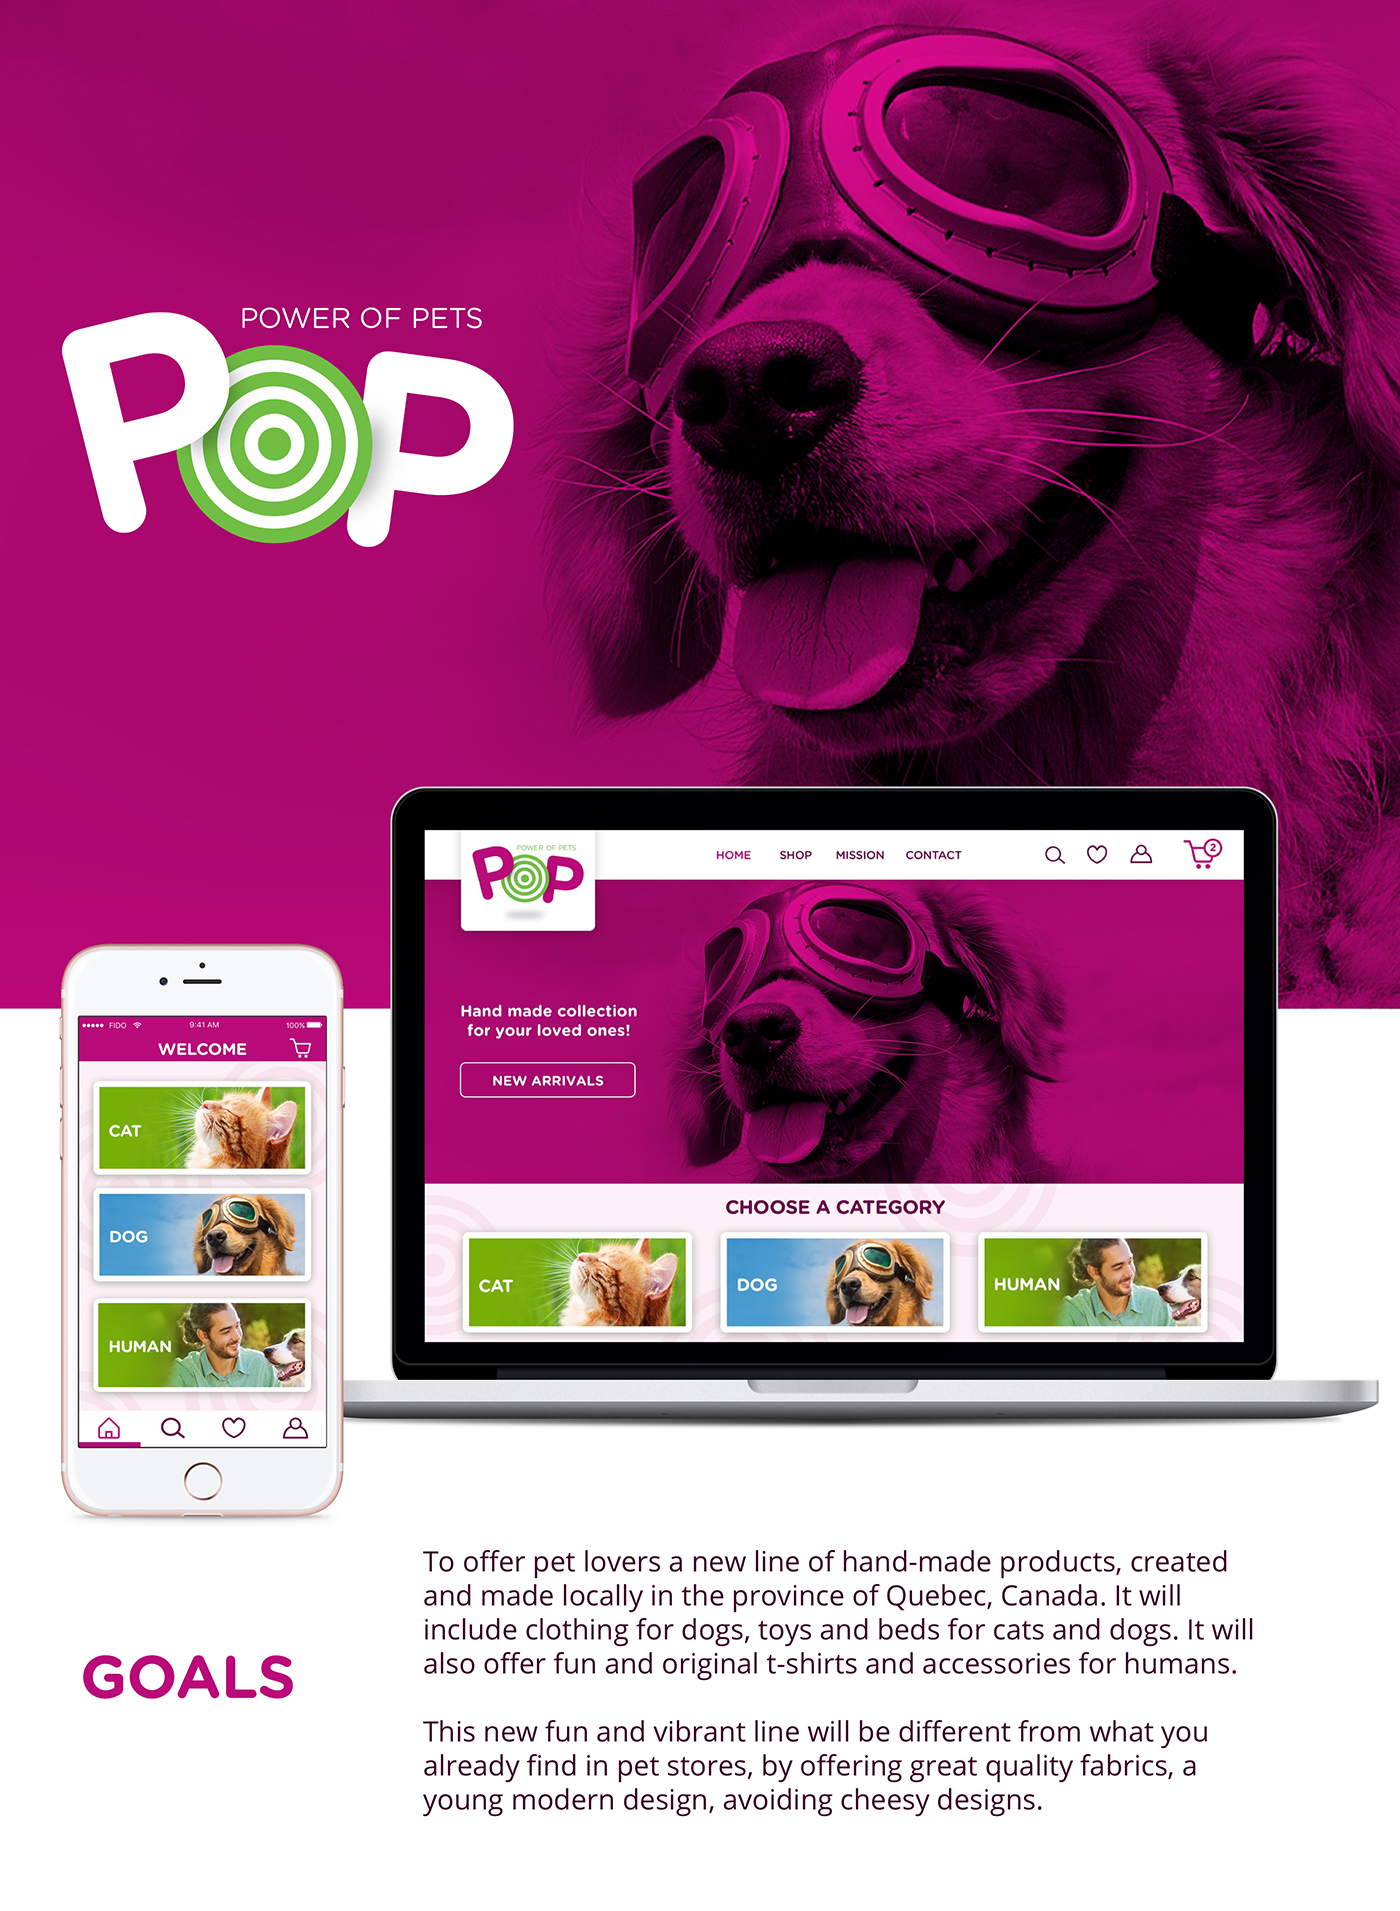 POWER OF PETS
POP
POWER OF PETS
POP
HOME SHOP MISSION CONTACT
2
Hand made collection
for your loved ones!
NEW ARRIVALS
CHOOSE A CATEGORY
CAT
DOG
HUMAN
FIDO 9:41 AM 100%
WELCOME
CAT
DOG
HUMAN
GOALS
To offer pet lovers a new line of hand-made products, created
and made locally in the province of Quebec, Canada. It will
include clothing for dogs, toys and beds for cats and dogs. It will
also offer fun and original t-shirts and accessories for humans.
This new fun and vibrant line will be different from what you
already find in pet stores, by offering great quality fabrics, a
young modern design, avoiding cheesy designs.